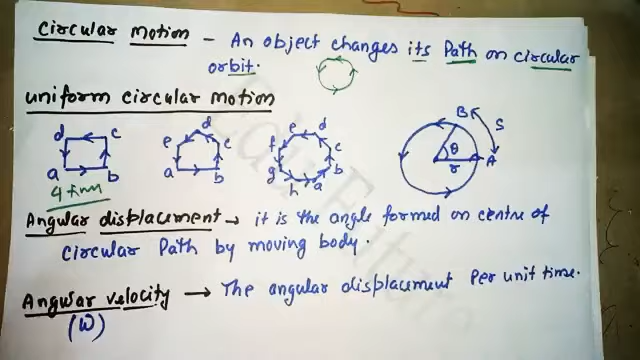 Circular motion - An object changes its Path on circular
orbit.
uniform circular motion
d c
a b
4 turn
d
e c
a b
e d
f c
g b
h a
B S
θ
r A
Angular displacement → it is the angle formed on centre of
circular Path by moving body.
Angular velocity → The angular displacement Per unit time.
(W)
Edu Future